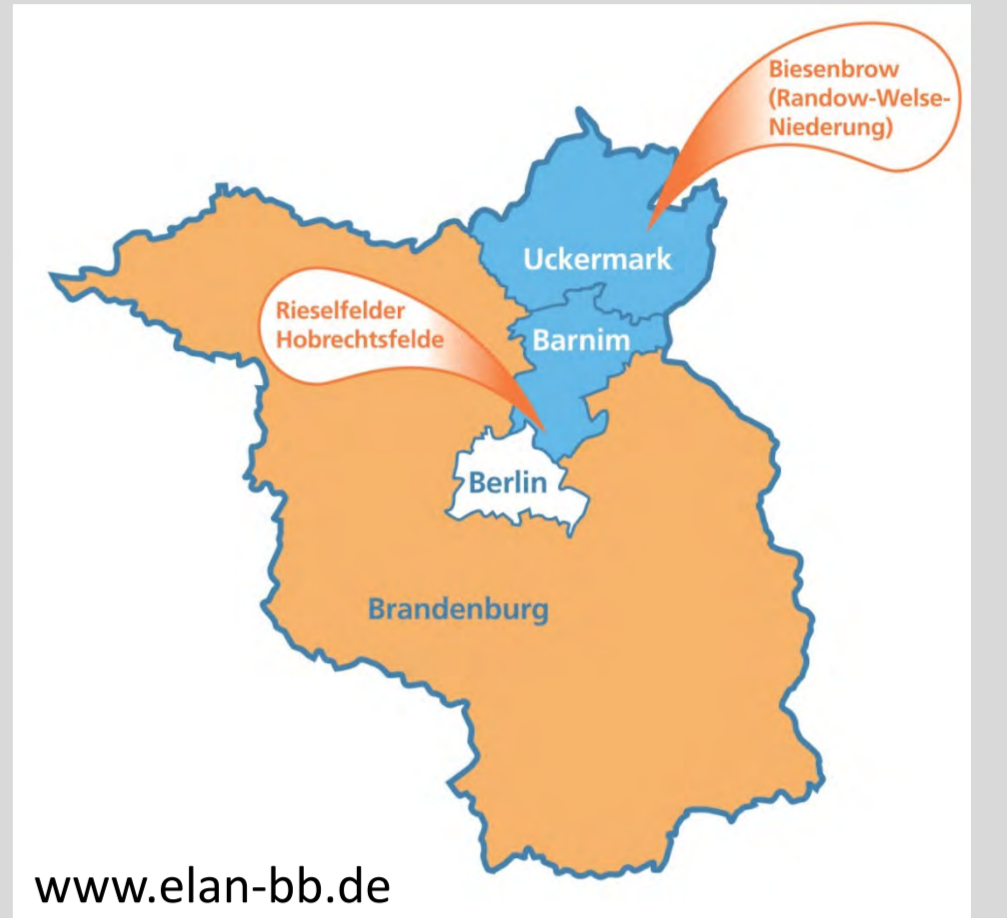 Biesenbrow
(Randow-Welse-
Niederung)
Uckermark
Rieselfelder
Hobrechtsfelde
Barnim
Berlin
Brandenburg
www.elan-bb.de